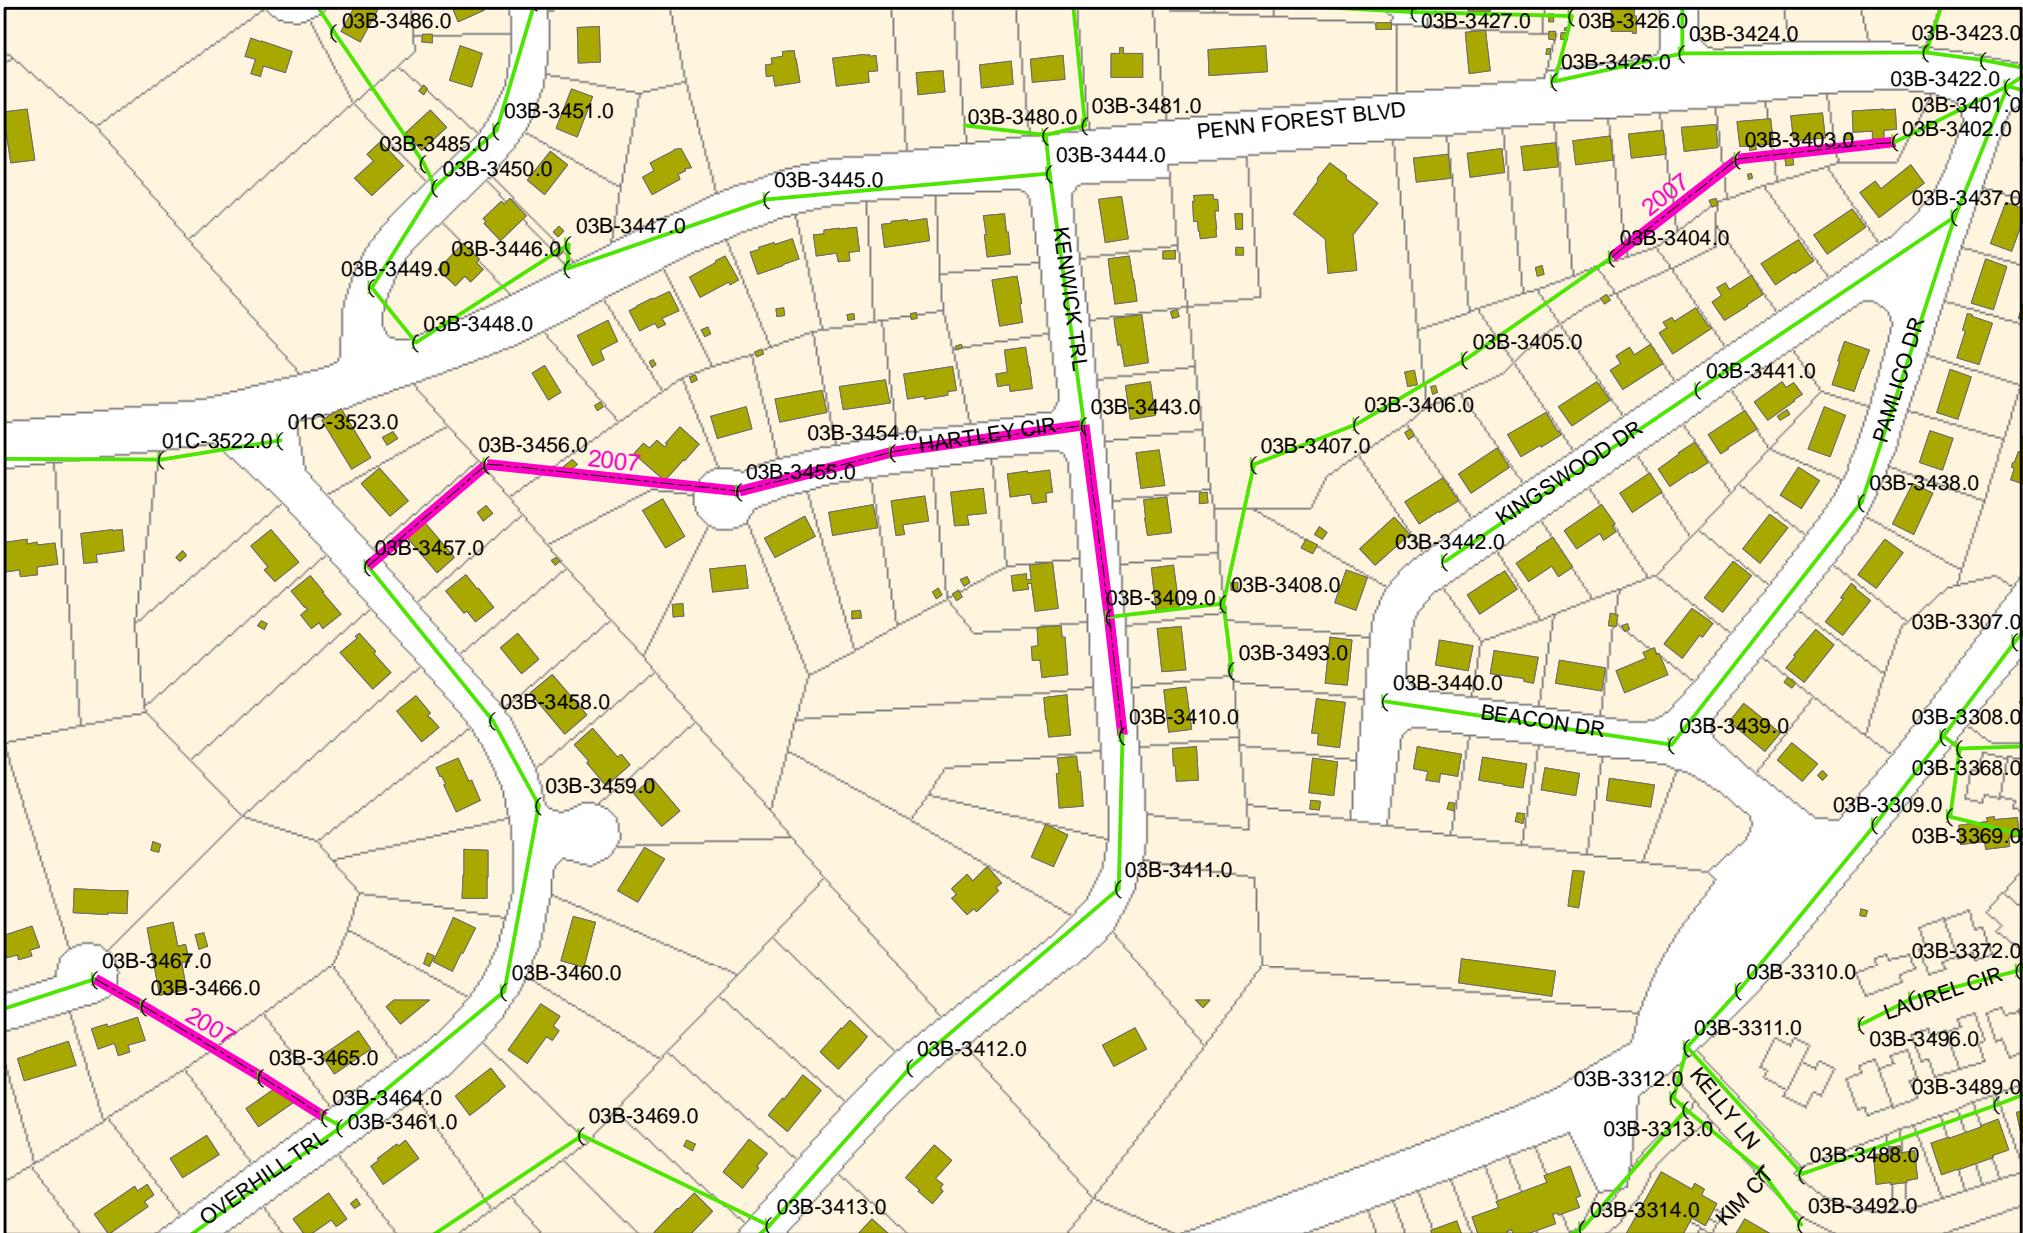 03B-3486.0
03B-3427.0
03B-3426.0
03B-3424.0
03B-3423.0
03B-3425.0
03B-3422.0
03B-3451.0
03B-3480.0
03B-3481.0
PENN FOREST BLVD
03B-3401.0
03B-3402.0
03B-3403.0
03B-3485.0
03B-3450.0
03B-3444.0
03B-3445.0
2007
03B-3437.0
03B-3447.0
03B-3446.0
03B-3404.0
03B-3449.0
KENWICK TRL
03B-3448.0
03B-3405.0
PAMLICO DR
03B-3441.0
03B-3406.0
03B-3443.0
01C-3523.0
01C-3522.0
03B-3454.0
HARTLEY CIR
03B-3456.0
2007
03B-3455.0
03B-3407.0
KINGSWOOD DR
03B-3438.0
03B-3457.0
03B-3442.0
03B-3408.0
03B-3409.0
03B-3307.0
03B-3493.0
03B-3440.0
03B-3458.0
03B-3410.0
BEACON DR
03B-3439.0
03B-3308.0
03B-3368.0
03B-3459.0
03B-3309.0
03B-3369.0
03B-3411.0
03B-3467.0
03B-3466.0
03B-3460.0
03B-3310.0
03B-3372.0
LAUREL CIR
2007
03B-3311.0
03B-3496.0
03B-3465.0
03B-3412.0
03B-3312.0
KELLY LN
03B-3489.0
03B-3464.0
03B-3461.0
03B-3469.0
03B-3313.0
03B-3488.0
OVERHILL TRL
03B-3413.0
03B-3314.0
KIM CT
03B-3492.0